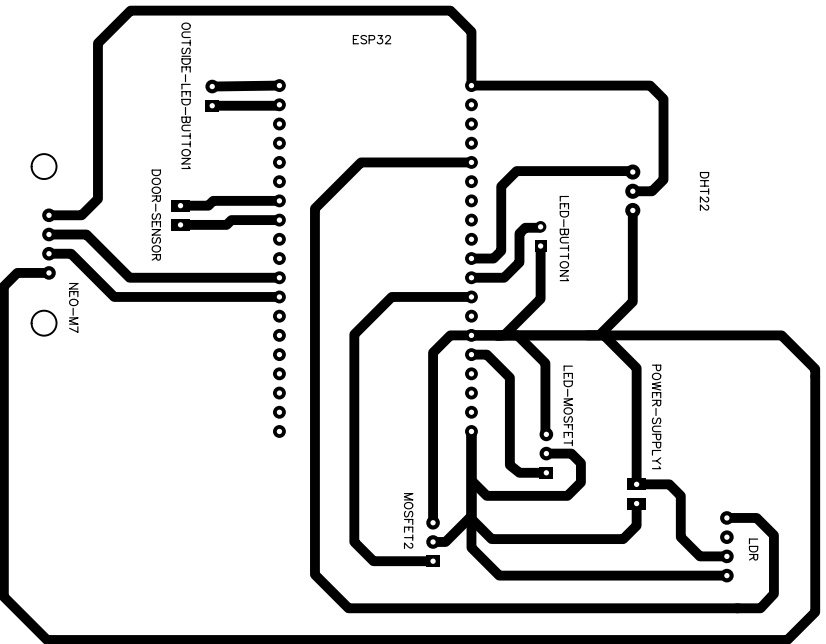 ESP32
OUTSIDE-LED-BUTTON1
DOOR-SENSOR
DHT22
LED-BUTTON1
NEO-M7
LED-MOSFET
POWER-SUPPLY1
MOSFET2
LDR